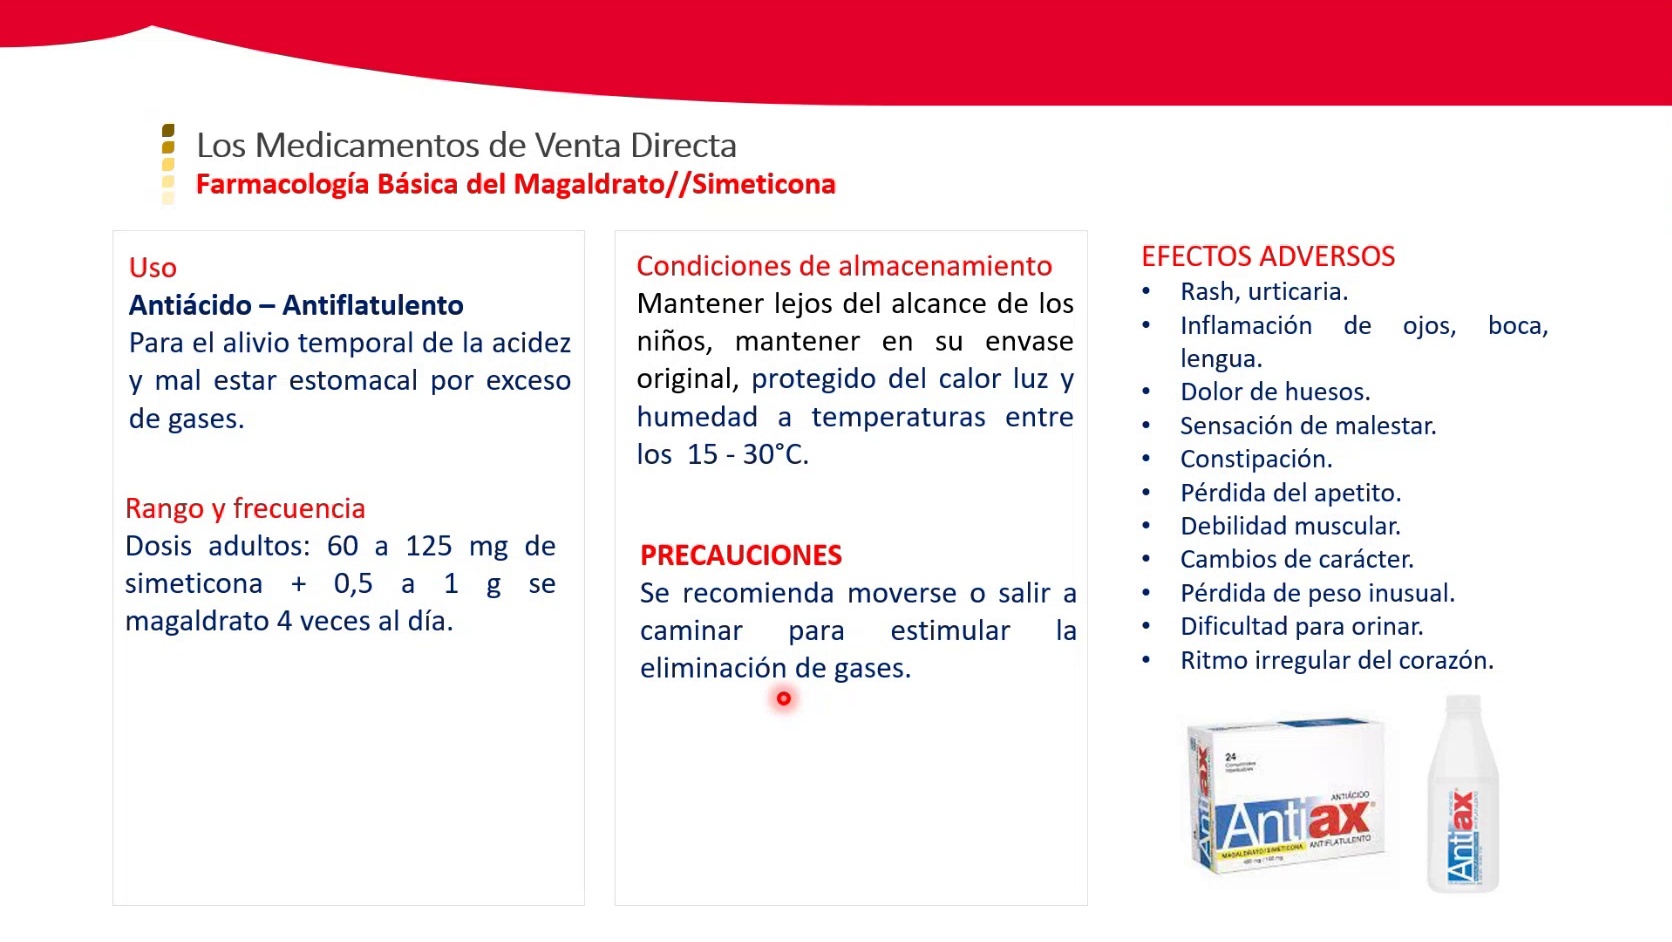 Los Medicamentos de Venta Directa
Farmacología Básica del Magaldrato//Simeticona
Uso
Antiácido – Antiflatulento
Para el alivio temporal de la acidez
y mal estar estomacal por exceso
de gases.
Rango y frecuencia
Dosis adultos: 60 a 125 mg de
simeticona + 0,5 a 1 g se
magaldrato 4 veces al día.
Condiciones de almacenamiento
Mantener lejos del alcance de los
niños, mantener en su envase
original, protegido del calor luz y
humedad a temperaturas entre
los 15 - 30°C.
PRECAUCIONES
Se recomienda moverse o salir a
caminar para estimular la
eliminación de gases.
EFECTOS ADVERSOS
• Rash, urticaria.
• Inflamación de ojos, boca,
lengua.
• Dolor de huesos.
• Sensación de malestar.
• Constipación.
• Pérdida del apetito.
• Debilidad muscular.
• Cambios de carácter.
• Pérdida de peso inusual.
• Dificultad para orinar.
• Ritmo irregular del corazón.
24
ANTIÁCIDO
Antiax®
MAGALDRATO / SIMETICONA ANTIFLATULENTO
Antiax
Antiax